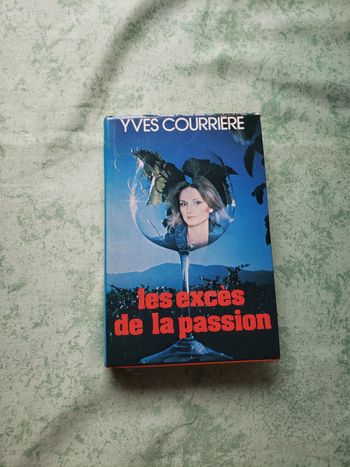 YVES COURRIERE
les excès
de la passion